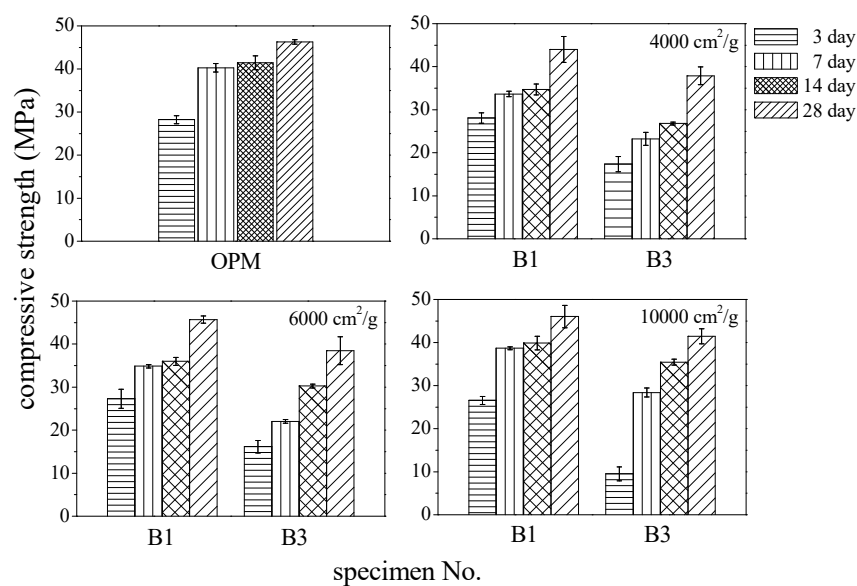 compressive strength (MPa)
50
40
30
20
10
0
OPM
50
40
30
20
10
0
4000 cm²/g
B1 B3
3 day
7 day
14 day
28 day
50
40
30
20
10
0
6000 cm²/g
B1 B3
50
40
30
20
10
0
10000 cm²/g
B1 B3
specimen No.